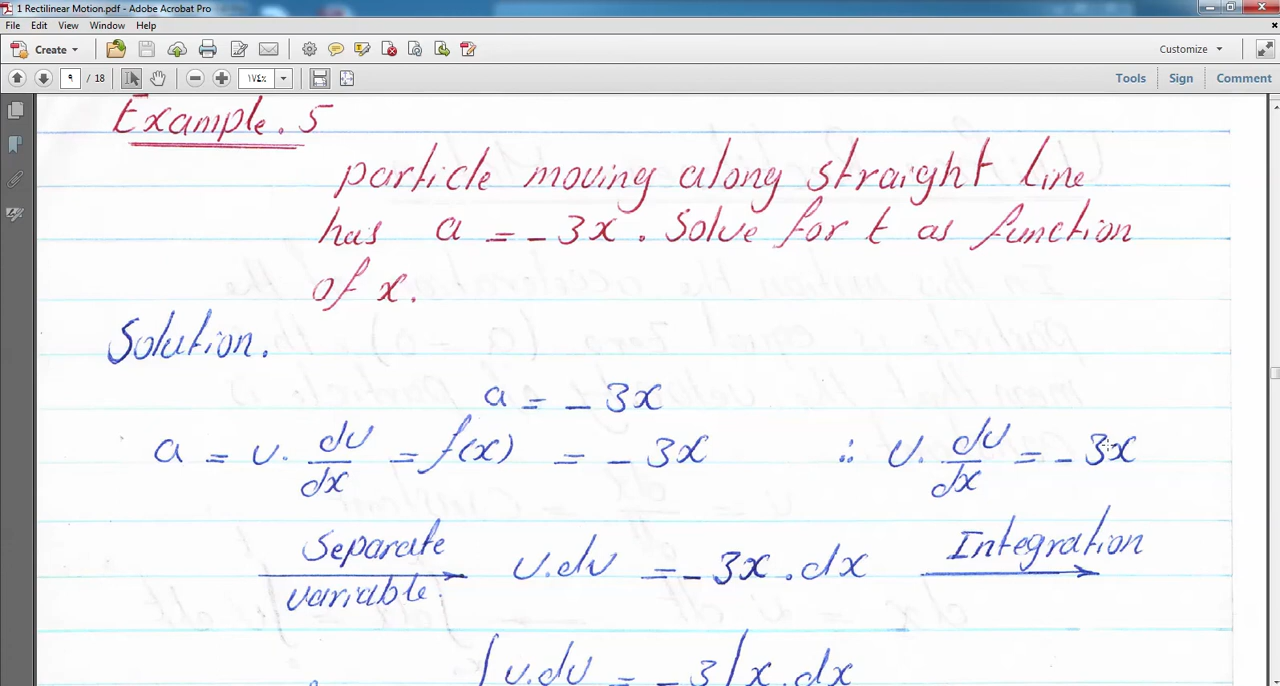 1 Rectilinear Motion.pdf - Adobe Acrobat Pro
File Edit View Window Help
Create Customize
٩ / 18 ١٧٤٪ Tools Sign Comment
Example. 5
particle moving along straight line
has a = - 3x . Solve for t as function
of x.
Solution.
a = - 3x
a = v. dv/dx = f(x) = - 3x ∴ v. dv/dx = - 3x
Separate variable. v.dv = - 3x . dx Integration
∫ v.dv = - 3 ∫ x.dx